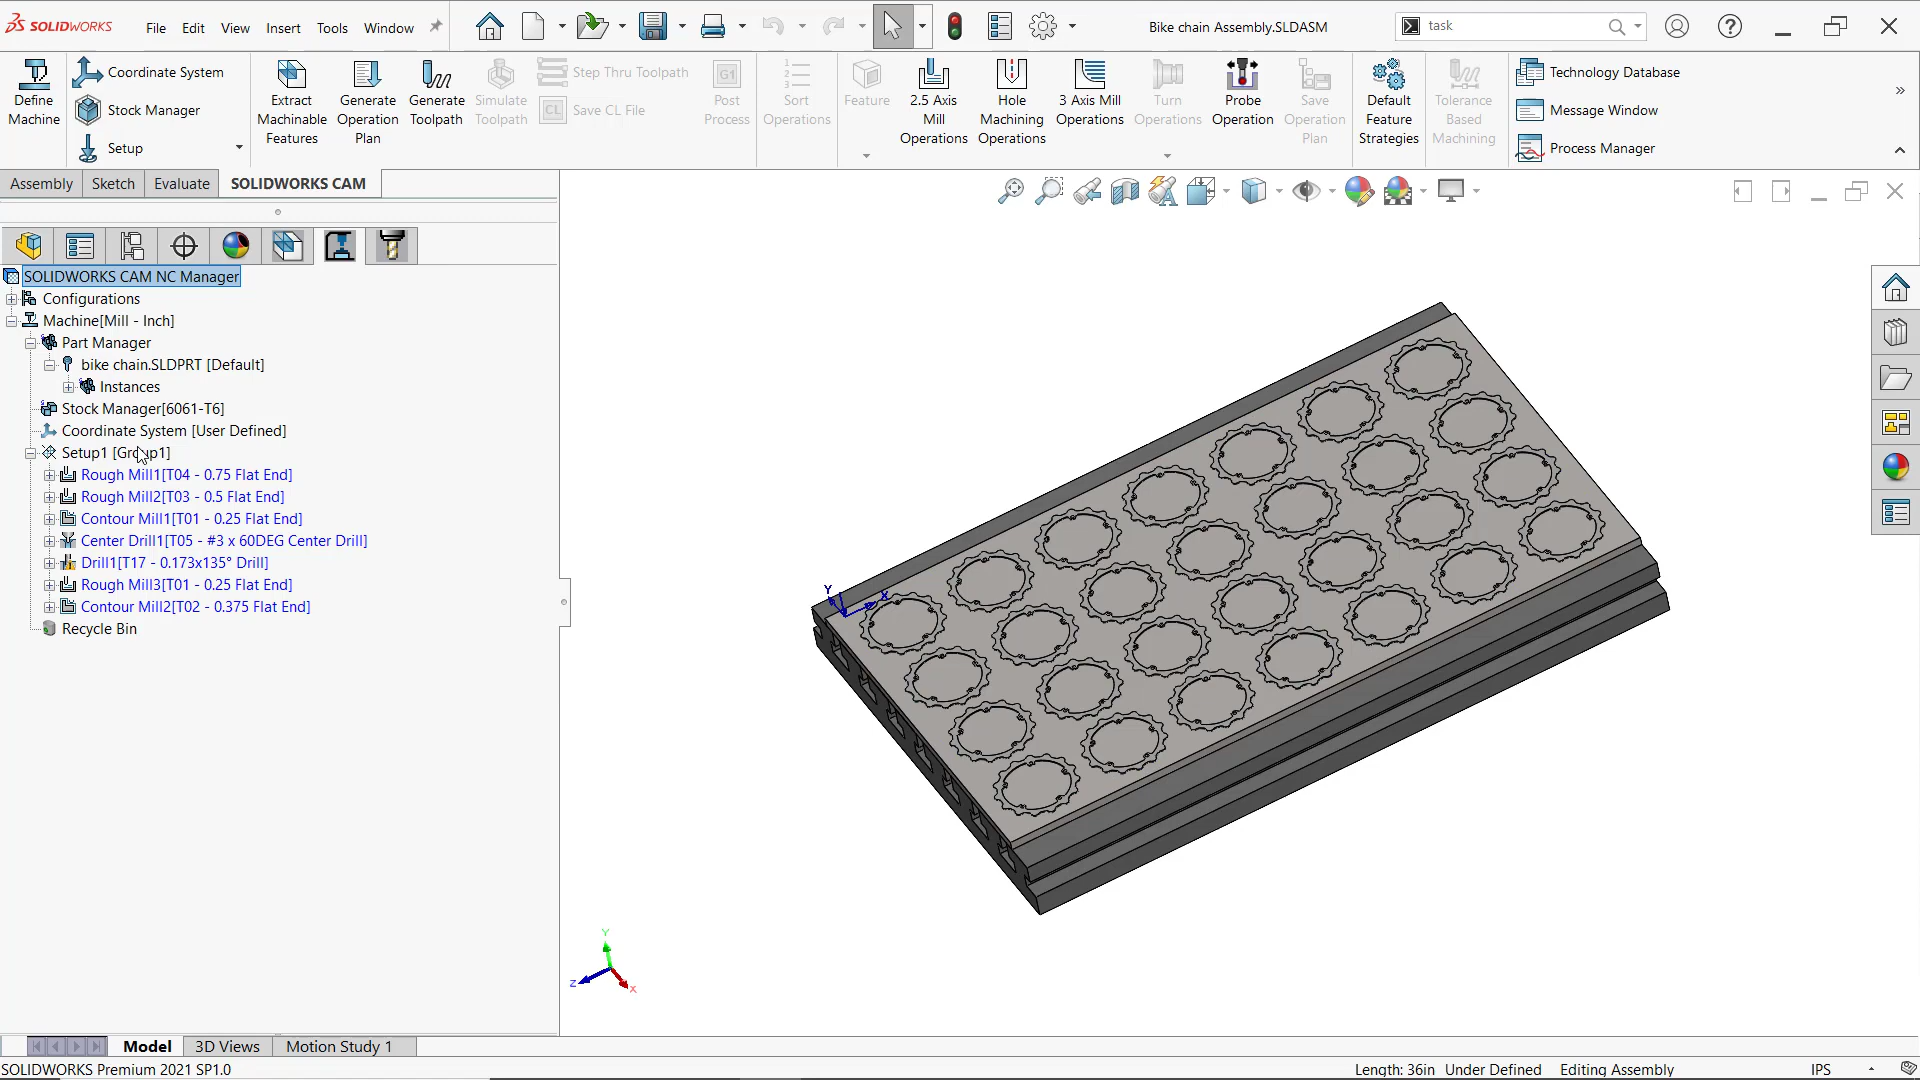 SOLIDWORKS
File Edit View Insert Tools Window
Bike chain Assembly.SLDASM
task
Define Machine
Coordinate System
Stock Manager
Setup
Extract Machinable Features
Generate Operation Plan
Generate Toolpath
Simulate Toolpath
Step Thru Toolpath
CL Save CL File
G1 Post Process
Sort Operations
Feature
2.5 Axis Mill Operations
Hole Machining Operations
3 Axis Mill Operations
Turn Operations
Probe Operation
Save Operation Plan
Default Feature Strategies
Tolerance Based Machining
Technology Database
Message Window
Process Manager
Assembly Sketch Evaluate SOLIDWORKS CAM
SOLIDWORKS CAM NC Manager
Configurations
Machine[Mill - Inch]
Part Manager
bike chain.SLDPRT [Default]
Instances
Stock Manager[6061-T6]
Coordinate System [User Defined]
Setup1 [Group1]
Rough Mill1[T04 - 0.75 Flat End]
Rough Mill2[T03 - 0.5 Flat End]
Contour Mill1[T01 - 0.25 Flat End]
Center Drill1[T05 - #3 x 60DEG Center Drill]
Drill1[T17 - 0.173x135° Drill]
Rough Mill3[T01 - 0.25 Flat End]
Contour Mill2[T02 - 0.375 Flat End]
Recycle Bin
Y X
Y
Z X
Model 3D Views Motion Study 1
SOLIDWORKS Premium 2021 SP1.0
Length: 36in Under Defined Editing Assembly IPS